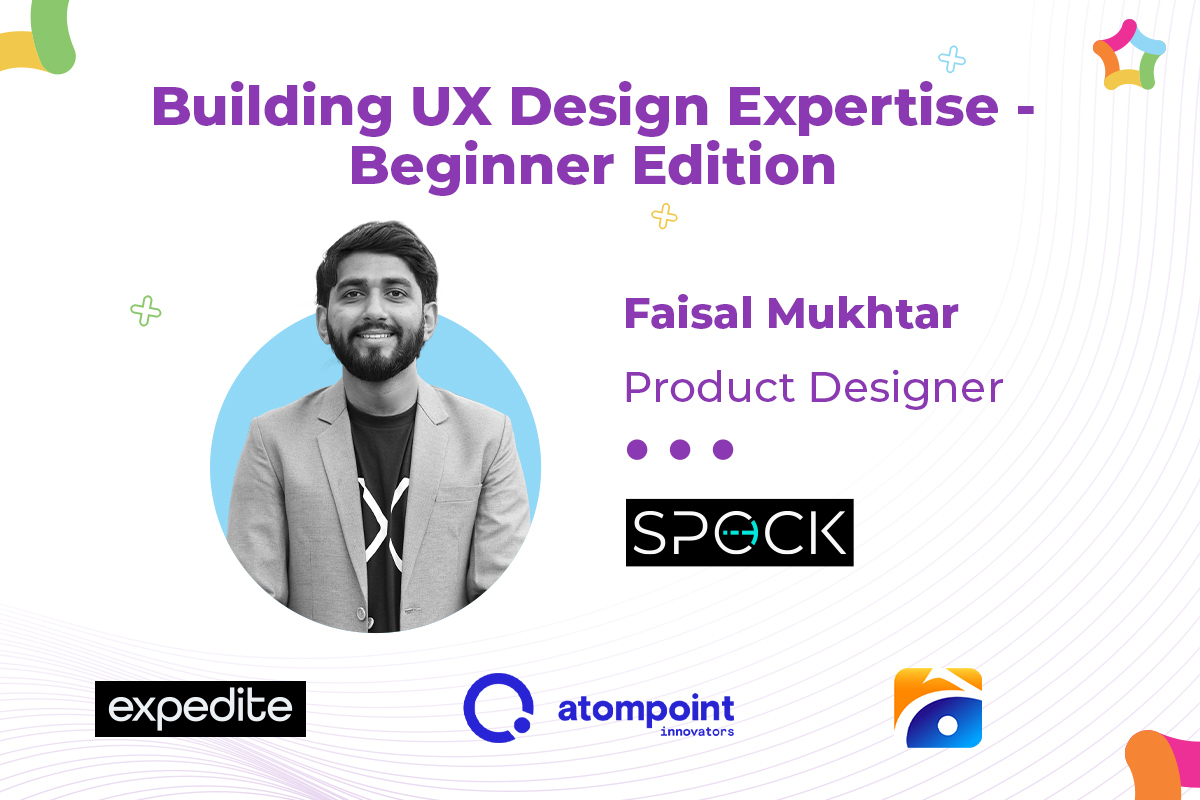 Building UX Design Expertise -
Beginner Edition
Faisal Mukhtar
Product Designer
SPOCK
expedite
atompoint
innovators